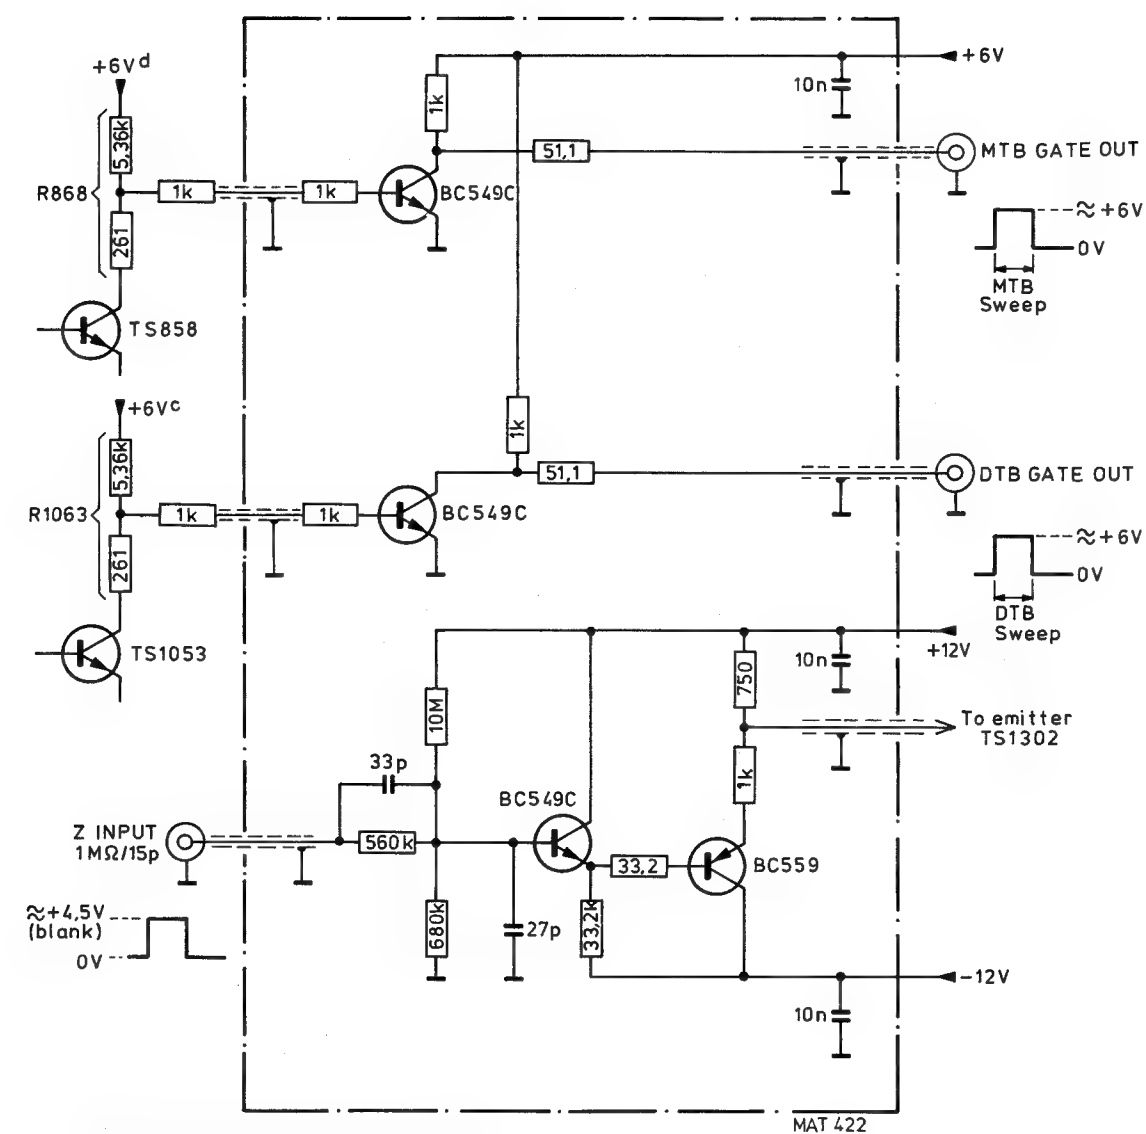 +6Vd
+6V
10n
1k
5,36k
51,1
MTB GATE OUT
R868
1k
1k
BC549C
≈+6V
261
0V
MTB
Sweep
TS858
+6Vc
1k
5,36k
51,1
DTB GATE OUT
R1063
1k
1k
BC549C
≈+6V
261
0V
DTB
Sweep
TS1053
+12V
10n
750
10M
To emitter
TS1302
33p
1k
BC549C
Z INPUT
1MΩ/15p
560k
33,2
BC559
≈+4,5V
(blank)
680k
27p
33,2k
0V
-12V
10n
MAT 422